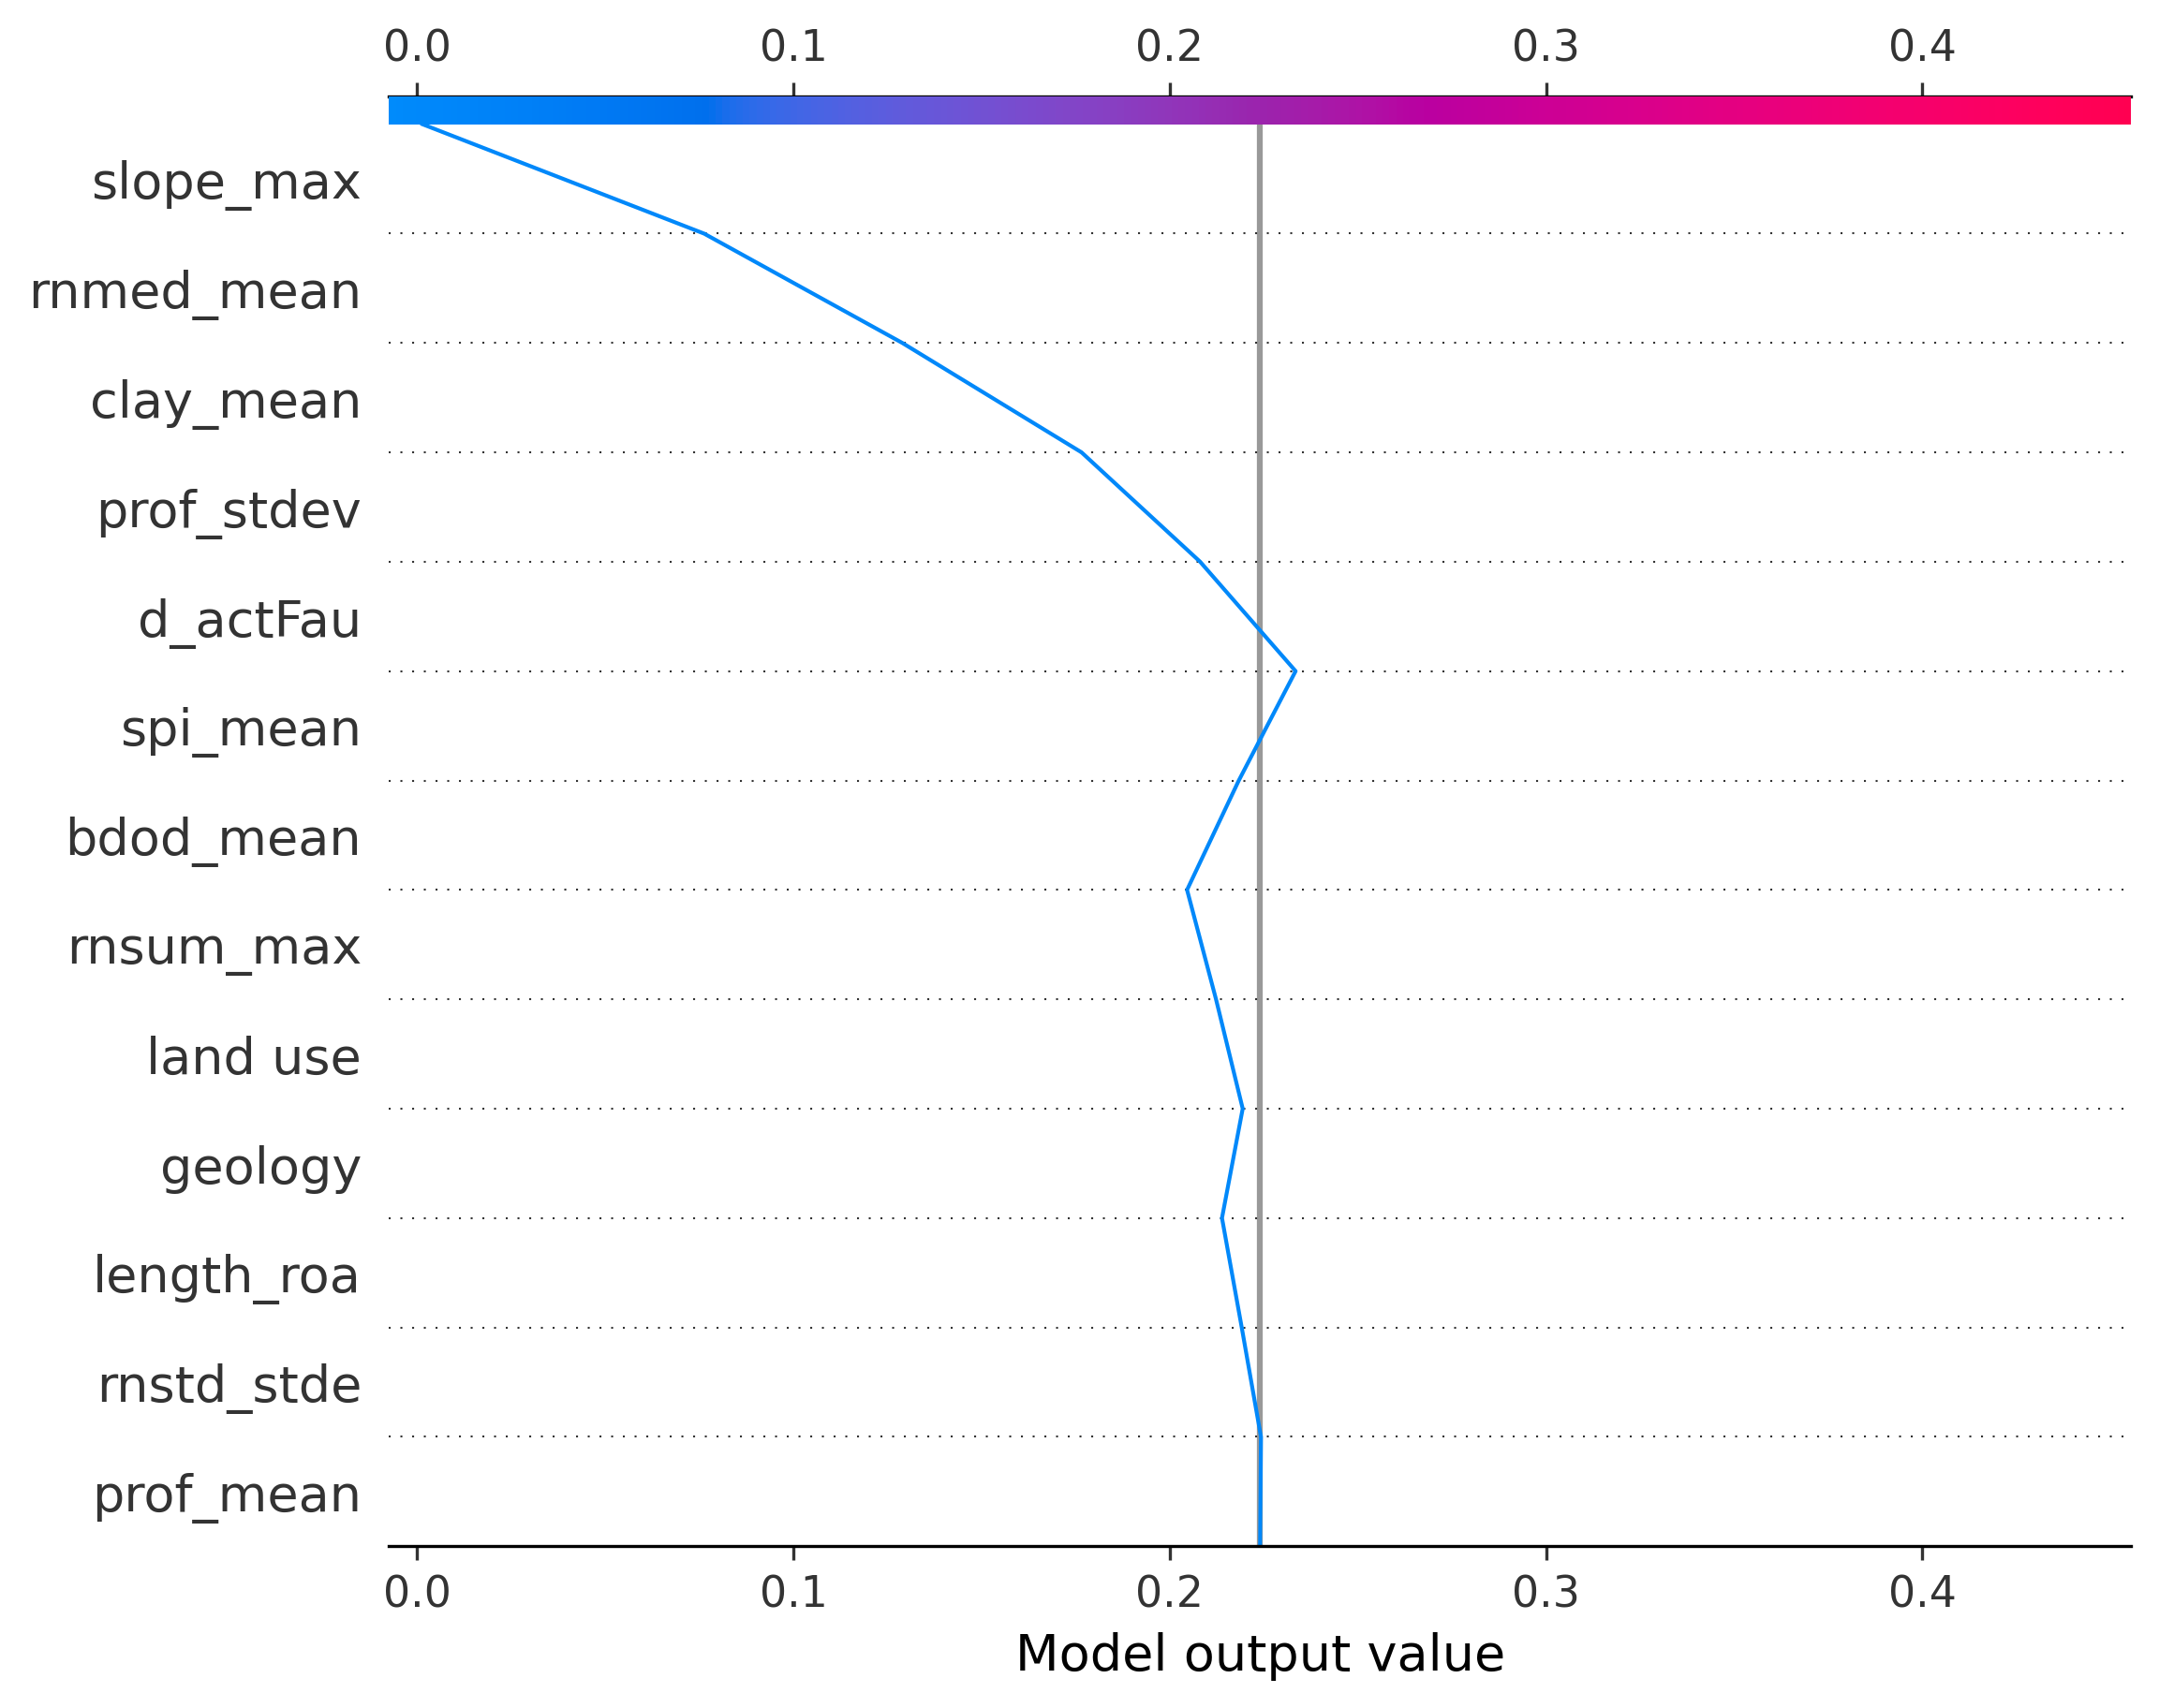 0.0 0.1 0.2 0.3 0.4
slope_max
rnmed_mean
clay_mean
prof_stdev
d_actFau
spi_mean
bdod_mean
rnsum_max
land use
geology
length_roa
rnstd_stde
prof_mean
0.0 0.1 0.2 0.3 0.4
Model output value